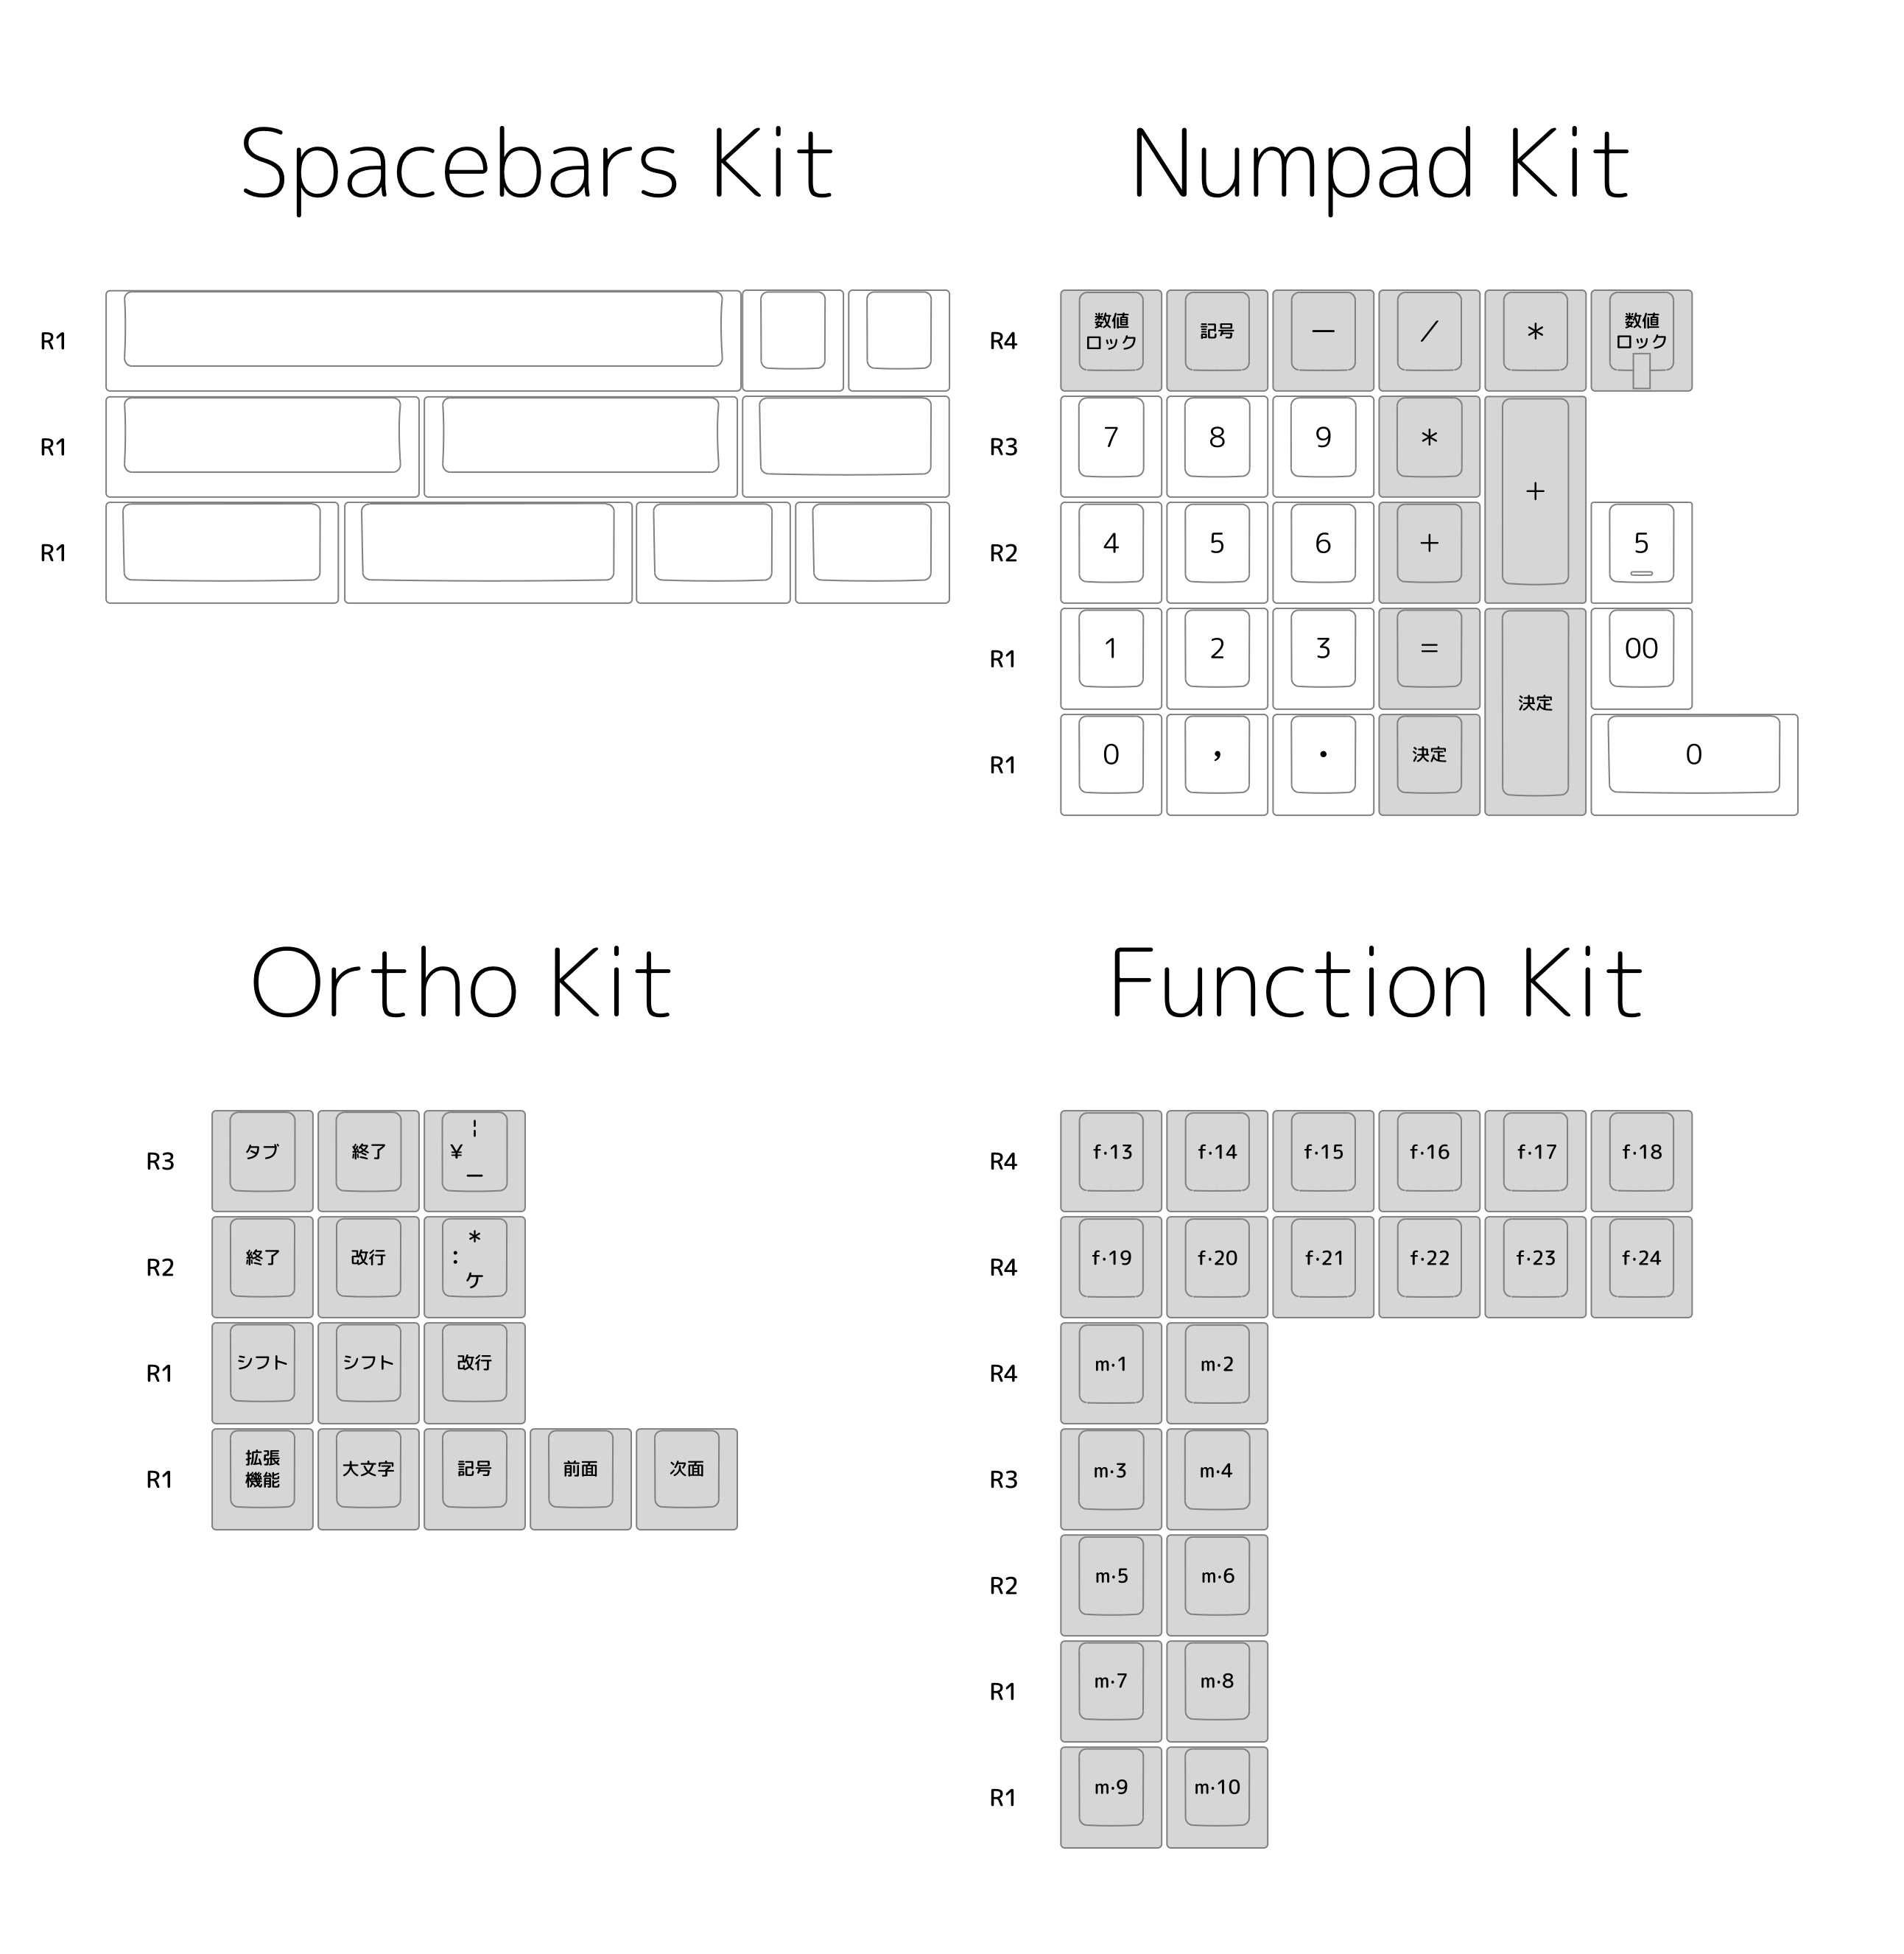 Spacebars Kit
R1
R1
R1
Numpad Kit
R4 数値 ロック 記号 − / * 数値 ロック
R3 7 8 9 * +
R2 4 5 6 + 5
R1 1 2 3 = 決定 00
R1 0 , . 決定 0
Ortho Kit
R3 タブ 終了 ¦ ¥ _
R2 終了 改行 * : ケ
R1 シフト シフト 改行
R1 拡張 機能 大文字 記号 前面 次面
Function Kit
R4 f·13 f·14 f·15 f·16 f·17 f·18
R4 f·19 f·20 f·21 f·22 f·23 f·24
R4 m·1 m·2
R3 m·3 m·4
R2 m·5 m·6
R1 m·7 m·8
R1 m·9 m·10